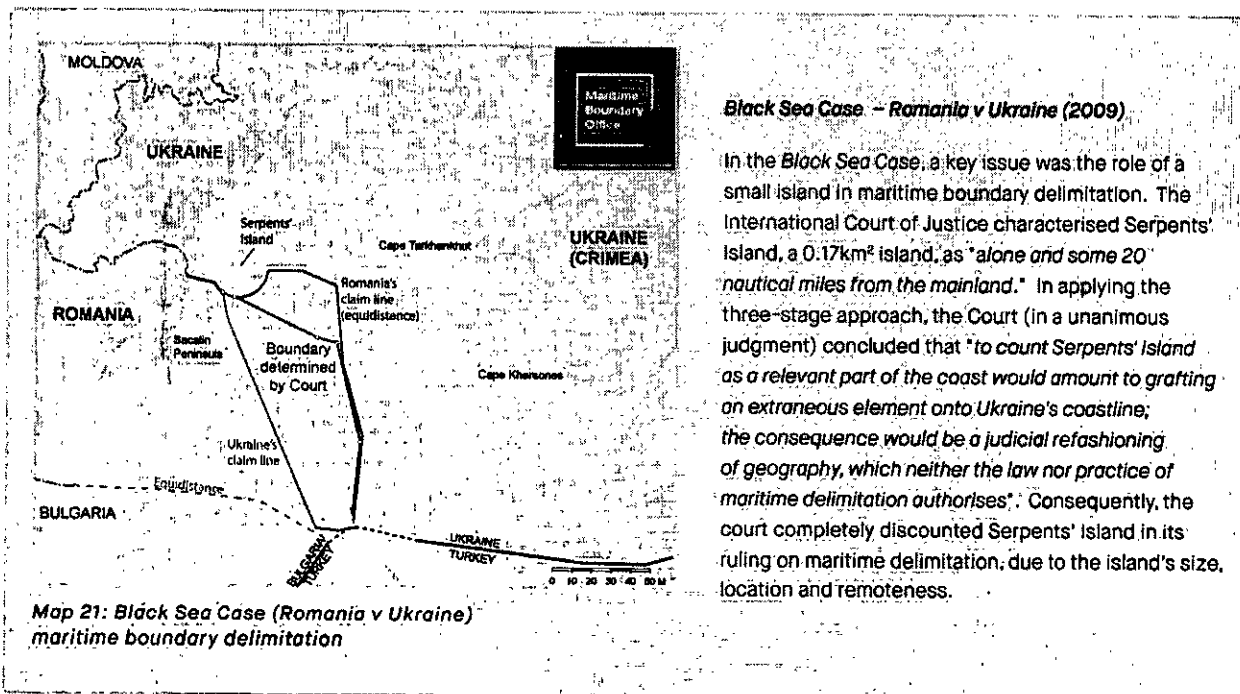 MOLDOVA
UKRAINE
Serpents'
Island
Cape Tarkhankut
UKRAINE
(CRIMEA)
Romania's
claim line
(equidistance)
ROMANIA
Sacalin
Peninsula
Boundary
determined
by Court
Cape Khersones
Ukraine's
claim line
Equidistance
BULGARIA
BULGARIA
TURKEY
UKRAINE
TURKEY
0 10 20 30 40 50 M
Maritime
Boundary
Office
Map 21: Black Sea Case (Romania v Ukraine)
maritime boundary delimitation
Black Sea Case – Romania v Ukraine (2009)
In the Black Sea Case, a key issue was the role of a
small island in maritime boundary delimitation. The
International Court of Justice characterised Serpents'
Island, a 0.17km² island, as "alone and some 20
nautical miles from the mainland." In applying the
three-stage approach, the Court (in a unanimous
judgment) concluded that "to count Serpents' Island
as a relevant part of the coast would amount to grafting
an extraneous element onto Ukraine's coastline;
the consequence would be a judicial refashioning
of geography, which neither the law nor practice of
maritime delimitation authorises". Consequently, the
court completely discounted Serpents' Island in its
ruling on maritime delimitation, due to the island's size,
location and remoteness.